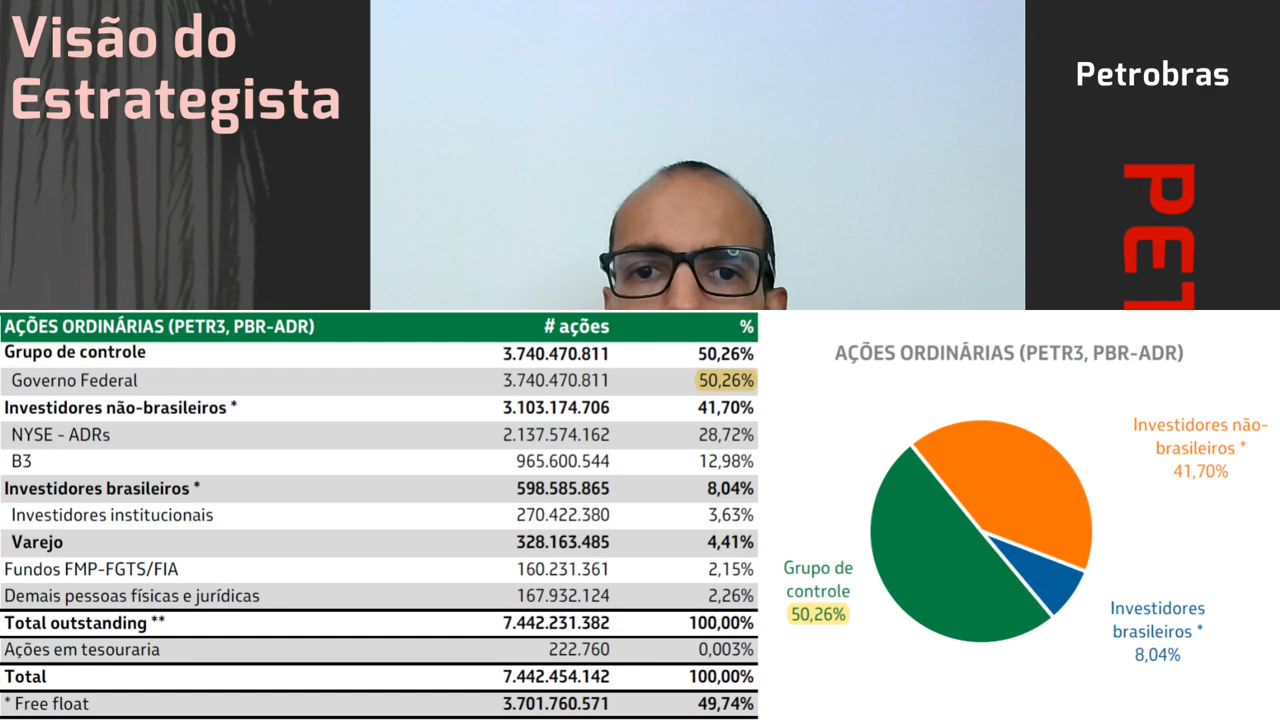 Visão do
Estrategista
Petrobras
PET
AÇÕES ORDINÁRIAS (PETR3, PBR-ADR) # ações %
Grupo de controle 3.740.470.811 50,26%
Governo Federal 3.740.470.811 50,26%
Investidores não-brasileiros * 3.103.174.706 41,70%
NYSE - ADRs 2.137.574.162 28,72%
B3 965.600.544 12,98%
Investidores brasileiros * 598.585.865 8,04%
Investidores institucionais 270.422.380 3,63%
Varejo 328.163.485 4,41%
Fundos FMP-FGTS/FIA 160.231.361 2,15%
Demais pessoas físicas e jurídicas 167.932.124 2,26%
Total outstanding ** 7.442.231.382 100,00%
Ações em tesouraria 222.760 0,003%
Total 7.442.454.142 100,00%
* Free float 3.701.760.571 49,74%
AÇÕES ORDINÁRIAS (PETR3, PBR-ADR)
Investidores não-
brasileiros *
41,70%
Grupo de
controle
50,26%
Investidores
brasileiros *
8,04%